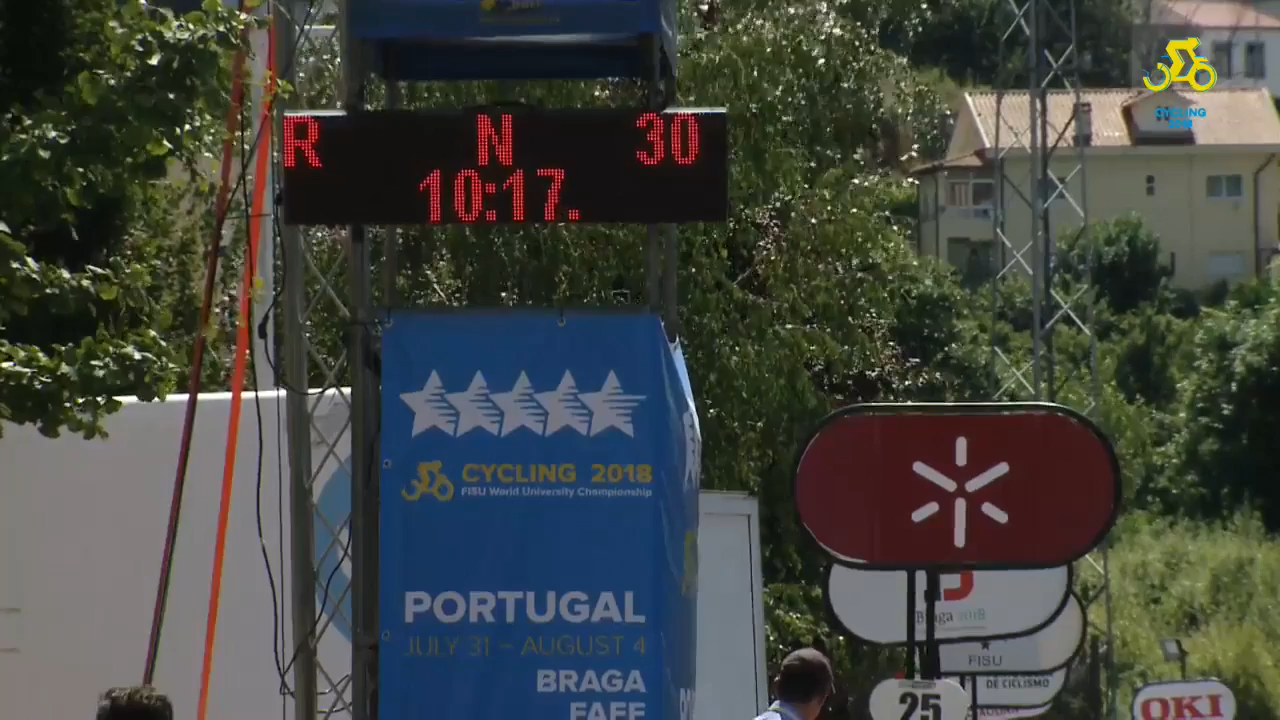 CYCLING
2018
R N 30
10:17.
CYCLING 2018
FISU World University Championship
PORTUGAL
JULY 31 - AUGUST 4
BRAGA
FAFE
Braga 2018
FISU
DE CICLISMO
25
OKI